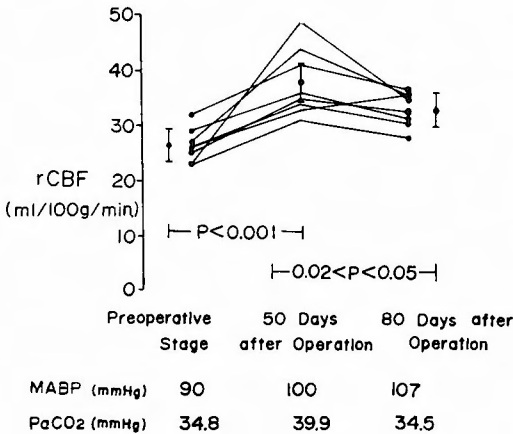 50
40
30
20
10
0
rCBF
(ml/100g/min)
P<0.001
0.02<P<0.05
Preoperative 50 Days 80 Days after
Stage after Operation Operation
MABP (mmHg) 90 100 107
PaCO2 (mmHg) 34.8 39.9 34.5